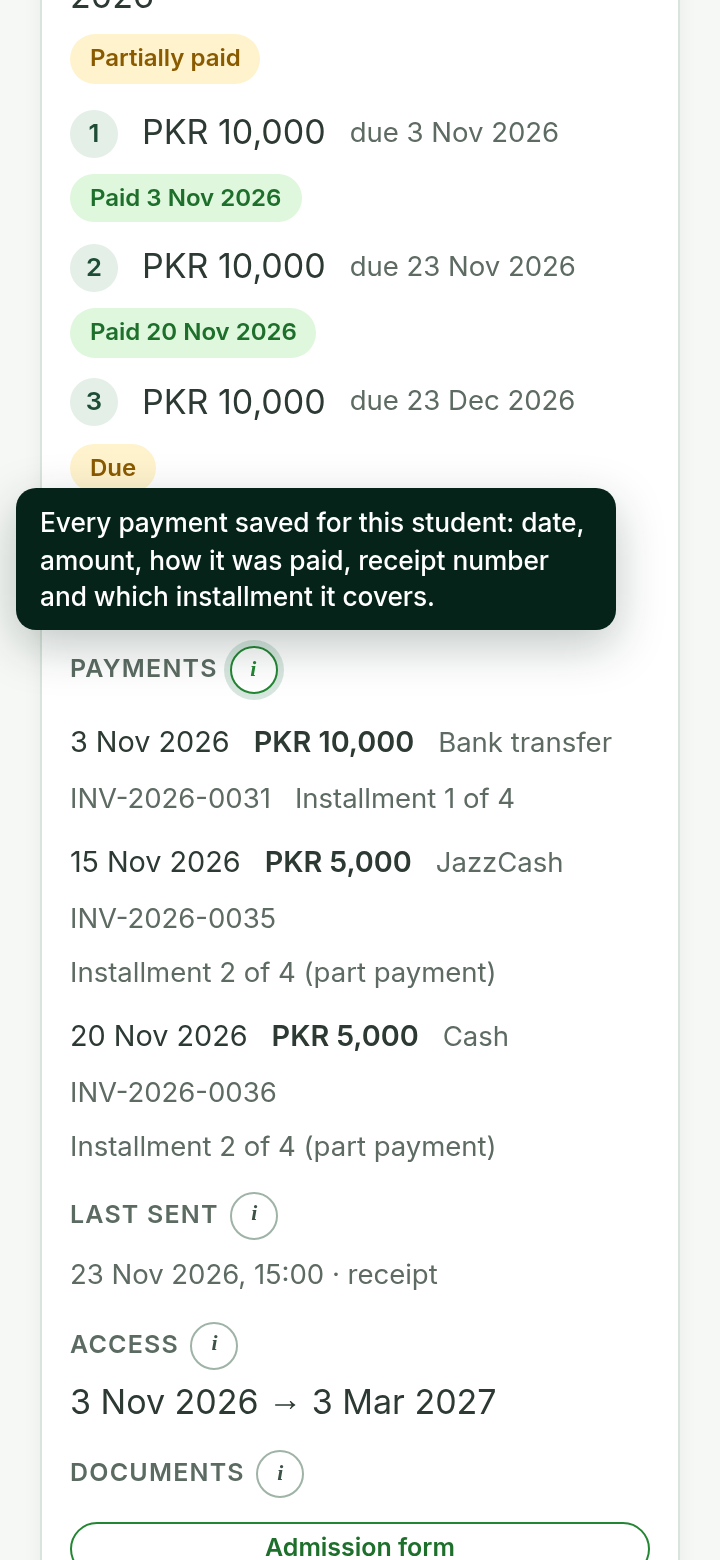 2026
Partially paid
1 PKR 10,000 due 3 Nov 2026
Paid 3 Nov 2026
2 PKR 10,000 due 23 Nov 2026
Paid 20 Nov 2026
3 PKR 10,000 due 23 Dec 2026
Due
Every payment saved for this student: date,
amount, how it was paid, receipt number
and which installment it covers.
PAYMENTS i
3 Nov 2026 PKR 10,000 Bank transfer
INV-2026-0031 Installment 1 of 4
15 Nov 2026 PKR 5,000 JazzCash
INV-2026-0035
Installment 2 of 4 (part payment)
20 Nov 2026 PKR 5,000 Cash
INV-2026-0036
Installment 2 of 4 (part payment)
LAST SENT i
23 Nov 2026, 15:00 · receipt
ACCESS i
3 Nov 2026 → 3 Mar 2027
DOCUMENTS i
Admission form